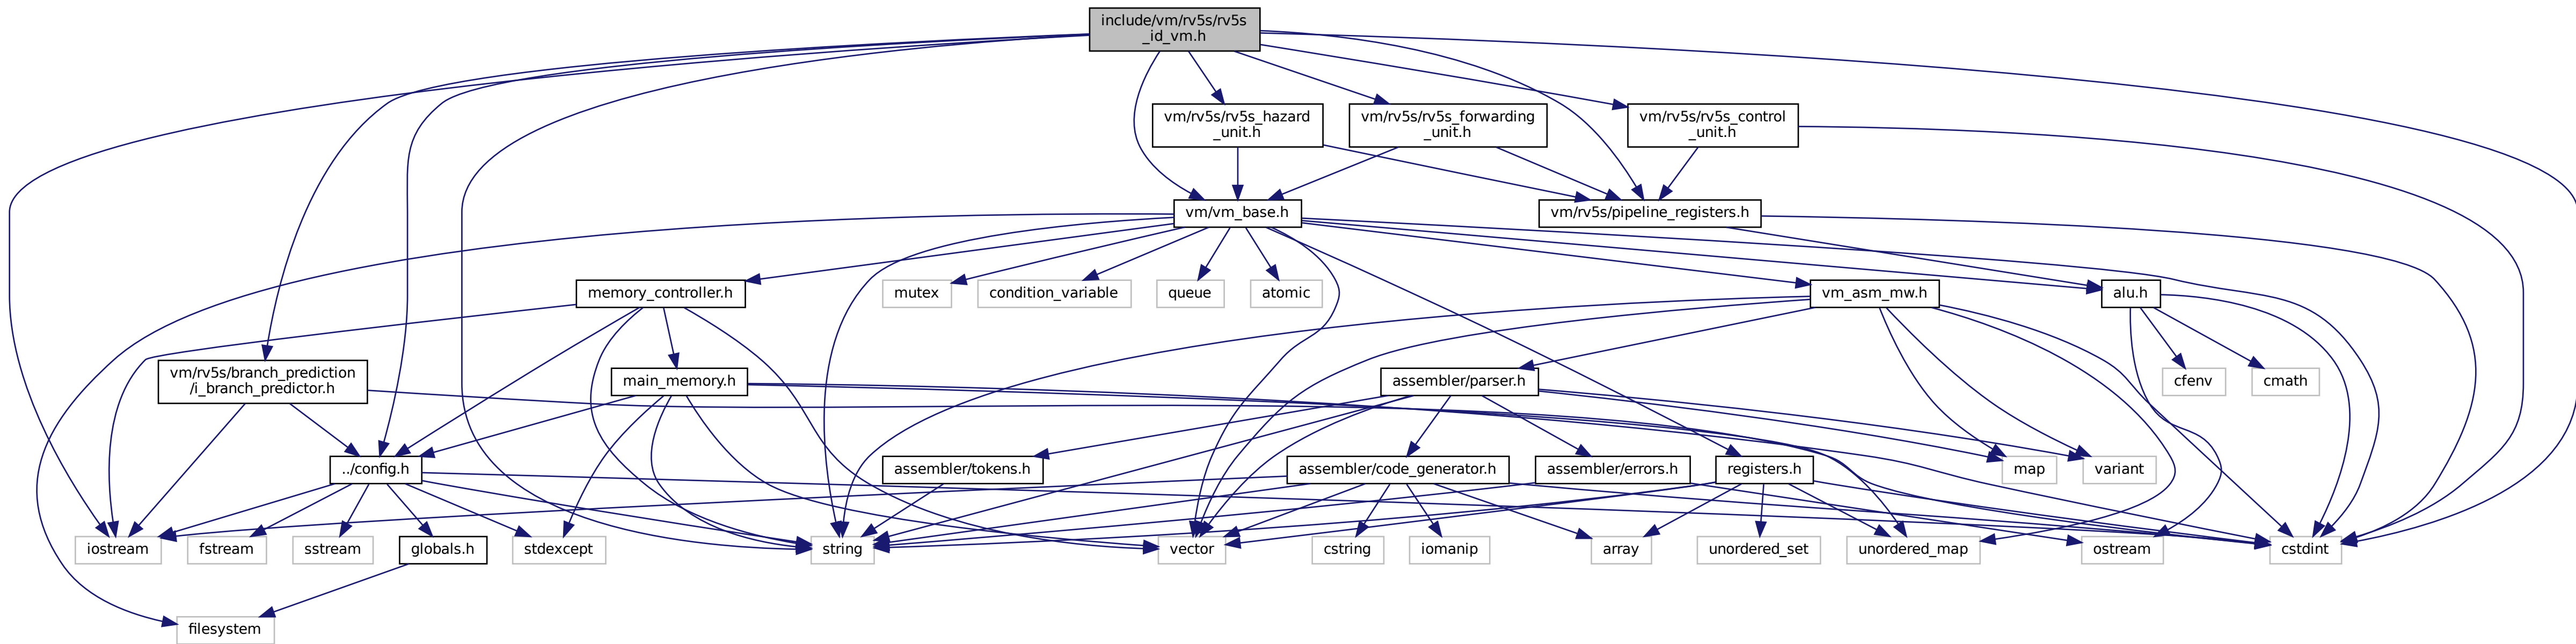 include/vm/rv5s/rv5s
_id_vm.h
vm/rv5s/rv5s_hazard
_unit.h
vm/rv5s/rv5s_forwarding
_unit.h
vm/rv5s/rv5s_control
_unit.h
vm/vm_base.h
vm/rv5s/pipeline_registers.h
memory_controller.h
mutex
condition_variable
queue
atomic
vm_asm_mw.h
alu.h
vm/rv5s/branch_prediction
/i_branch_predictor.h
main_memory.h
assembler/parser.h
cfenv
cmath
../config.h
assembler/tokens.h
assembler/code_generator.h
assembler/errors.h
registers.h
map
variant
iostream
fstream
sstream
globals.h
stdexcept
string
vector
cstring
iomanip
array
unordered_set
unordered_map
ostream
cstdint
filesystem